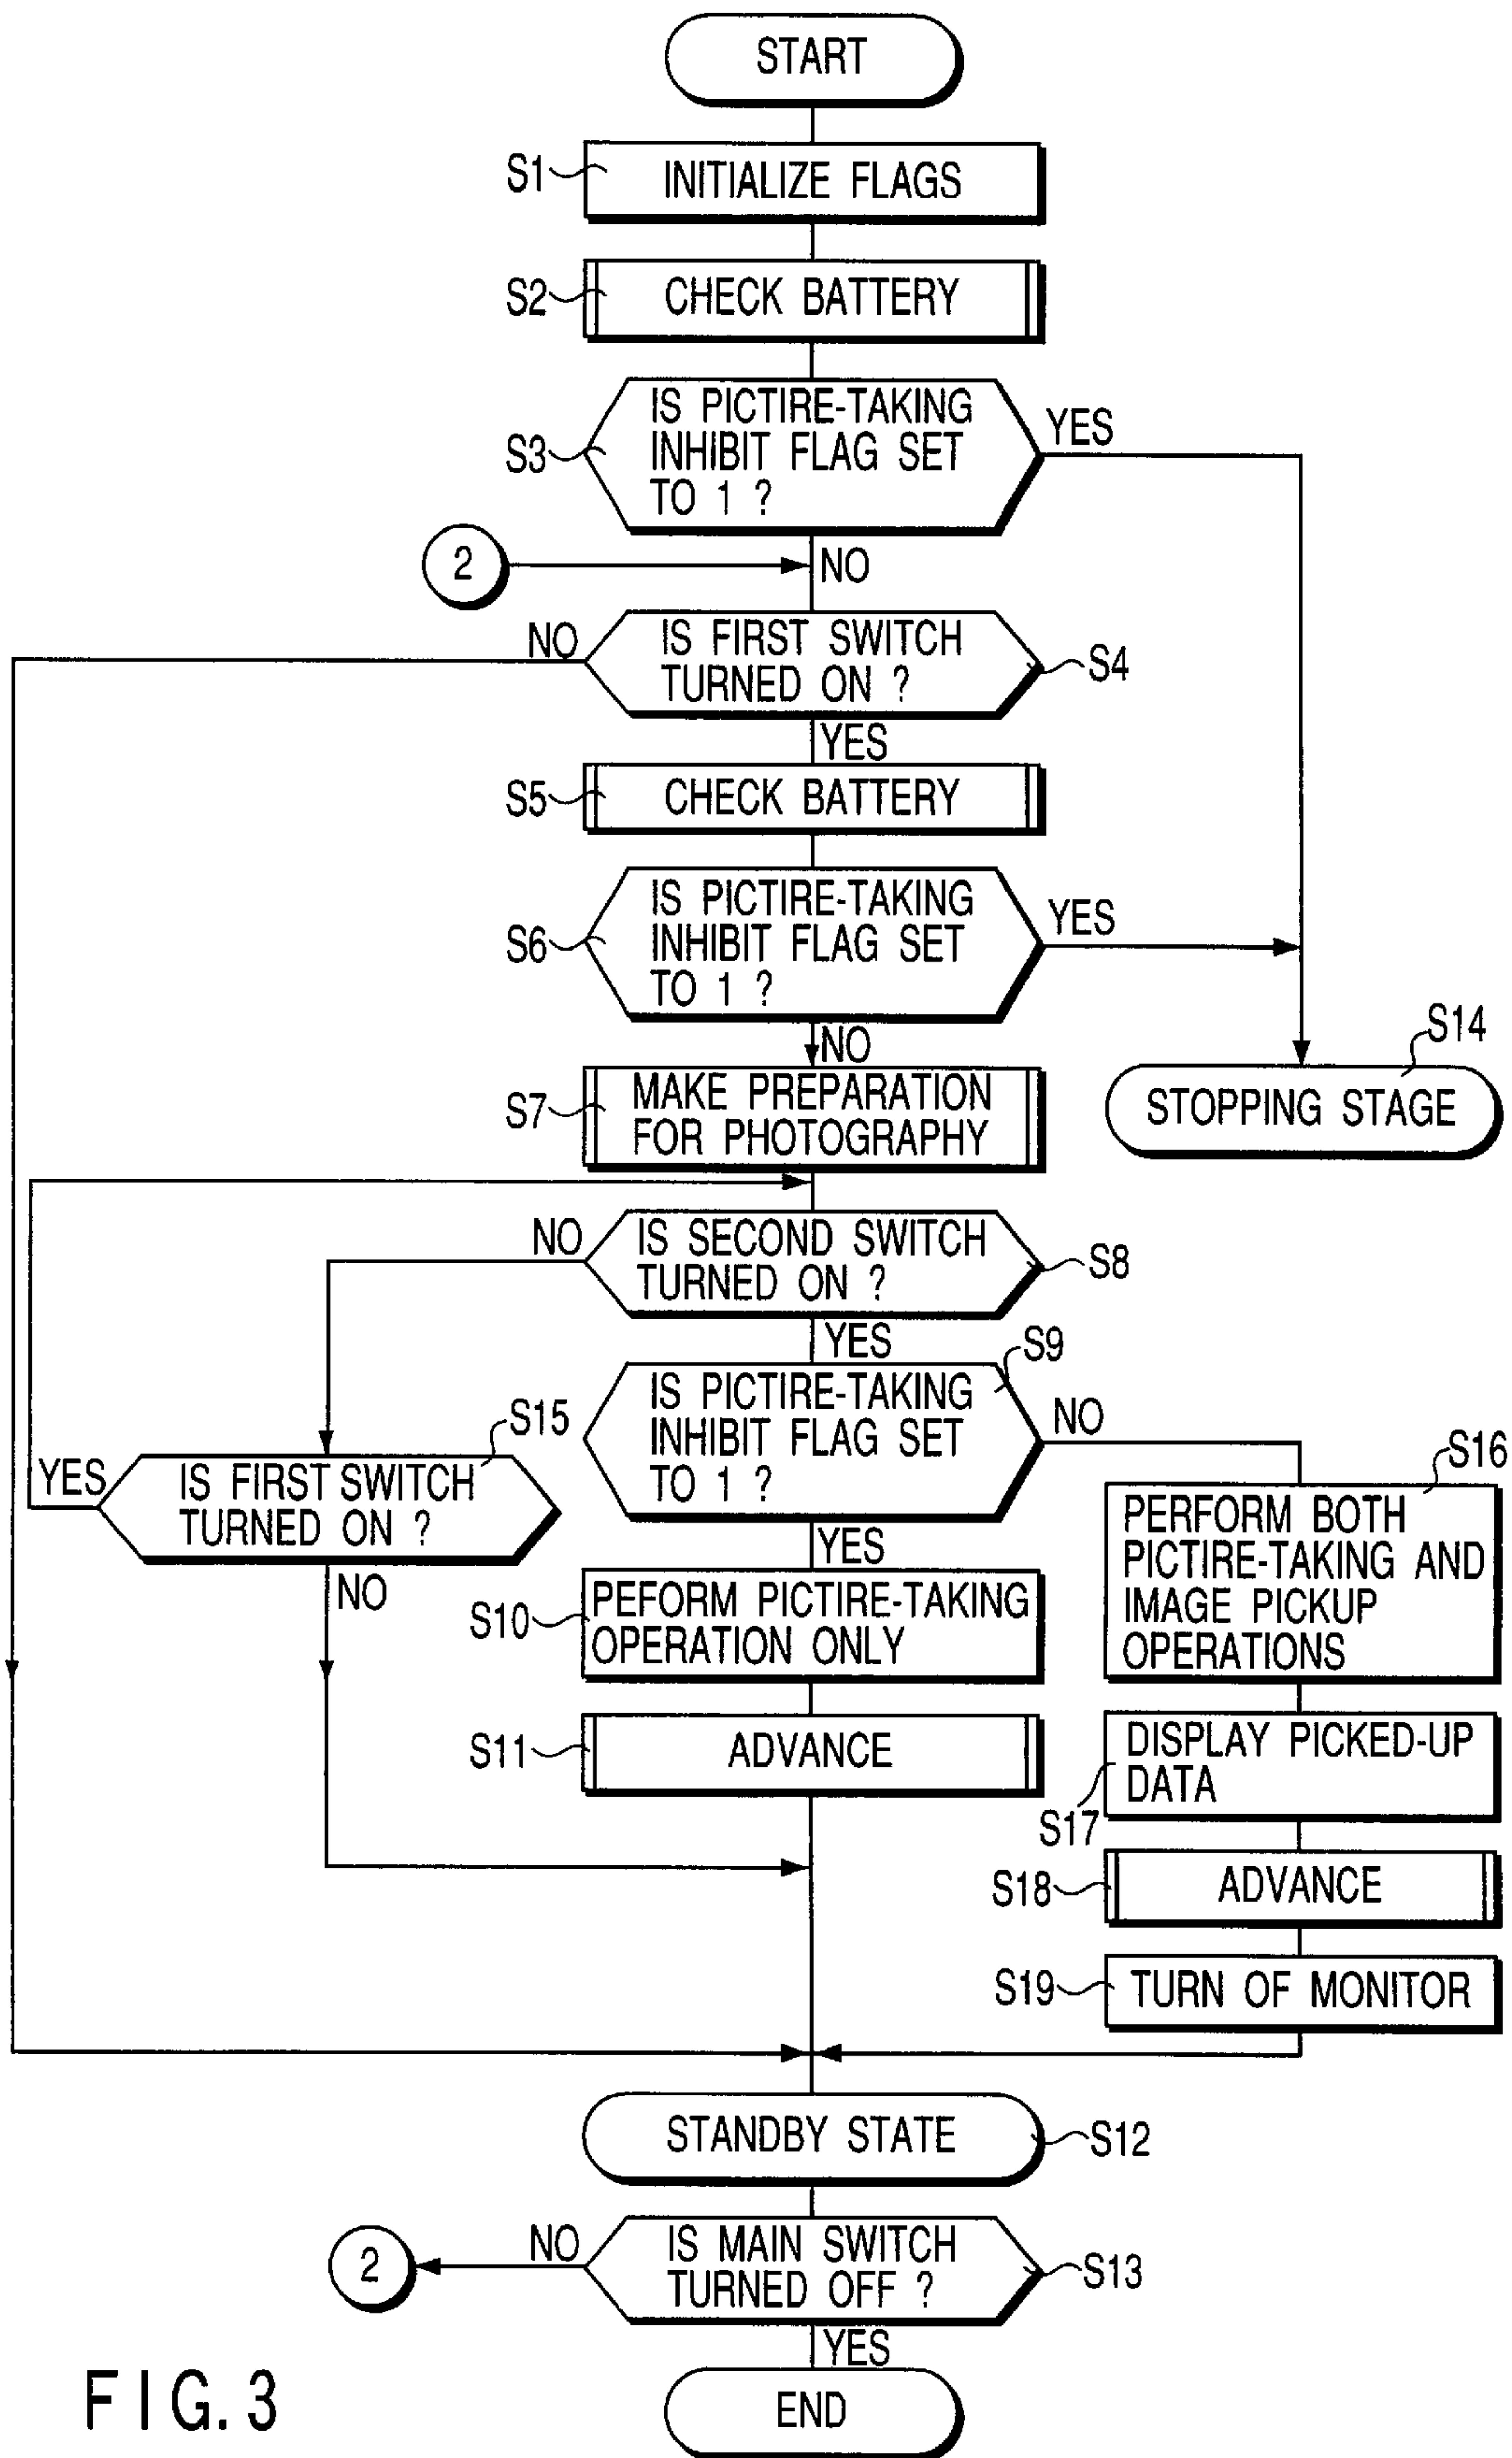 START
S1
INITIALIZE FLAGS
S2
CHECK BATTERY
S3
IS PICTIRE-TAKING
INHIBIT FLAG SET
TO 1 ?
YES
2
NO
NO
IS FIRST SWITCH
TURNED ON ?
S4
YES
S5
CHECK BATTERY
S6
IS PICTIRE-TAKING
INHIBIT FLAG SET
TO 1 ?
YES
NO
S14
STOPPING STAGE
S7
MAKE PREPARATION
FOR PHOTOGRAPHY
NO
IS SECOND SWITCH
TURNED ON ?
S8
YES
S9
IS PICTIRE-TAKING
INHIBIT FLAG SET
TO 1 ?
NO
S15
YES
IS FIRST SWITCH
TURNED ON ?
NO
YES
S16
PERFORM BOTH
PICTIRE-TAKING AND
IMAGE PICKUP
OPERATIONS
S10
PEFORM PICTIRE-TAKING
OPERATION ONLY
S11
ADVANCE
DISPLAY PICKED-UP
DATA
S17
S18
ADVANCE
S19
TURN OF MONITOR
STANDBY STATE
S12
2
NO
IS MAIN SWITCH
TURNED OFF ?
S13
YES
END
FIG. 3